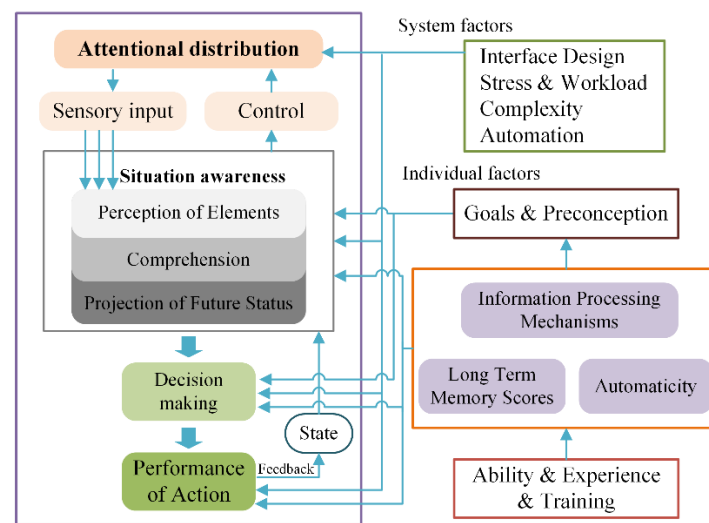 Attentional distribution
Sensory input
Control
Situation awareness
Perception of Elements
Comprehension
Projection of Future Status
Decision
making
State
Performance
of Action
Feedback
System factors
Interface Design
Stress & Workload
Complexity
Automation
Individual factors
Goals & Preconception
Information Processing
Mechanisms
Long Term
Memory Scores
Automaticity
Ability & Experience
& Training